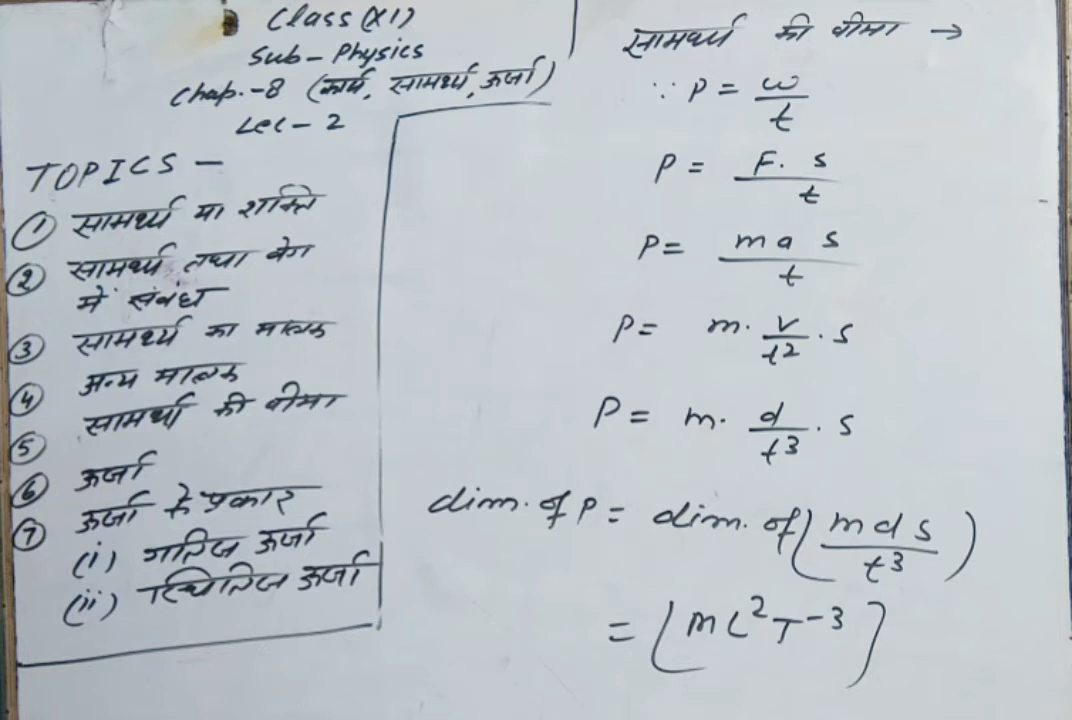 Class (XI)
Sub - Physics
Chap. - 8 (कार्य, सामर्थ्य, ऊर्जा)
Lec - 2
TOPICS -
① सामर्थ्य या शक्ति
② सामर्थ्य तथा वेग
में संबंध
③ सामर्थ्य का मात्रक
④ अन्य मात्रक
⑤ सामर्थ्य की वीमा
⑥ ऊर्जा
⑦ ऊर्जा के प्रकार
(i) गतिज ऊर्जा
(ii) स्थितिज ऊर्जा
सामर्थ्य की वीमा →
∵ P = w/t
P = F. s/t
P = m a s/t
P = m. v/t² . s
P = m. d/t³ . s
dim. of P = dim. of (m d s/t³)
= [mL²T⁻³]